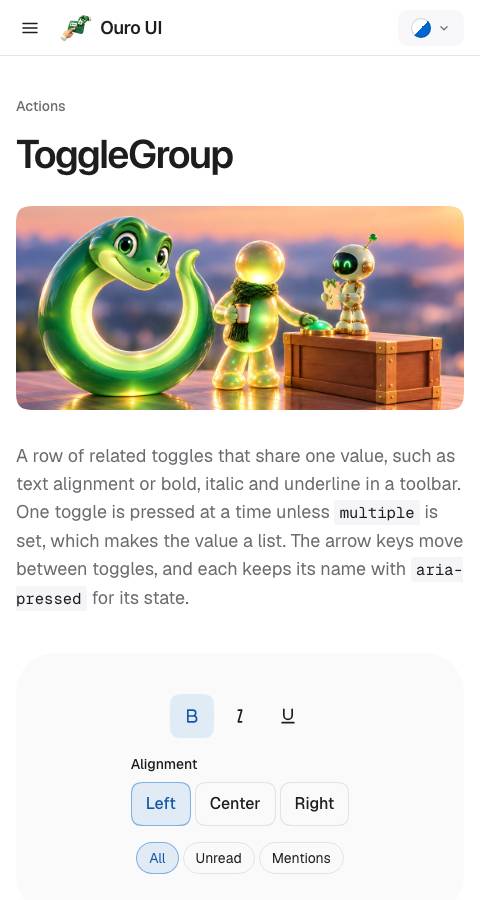 Ouro UI
Actions
ToggleGroup
A row of related toggles that share one value, such as
text alignment or bold, italic and underline in a toolbar.
One toggle is pressed at a time unless multiple is
set, which makes the value a list. The arrow keys move
between toggles, and each keeps its name with aria-
pressed for its state.
B I U
Alignment
Left Center Right
All Unread Mentions